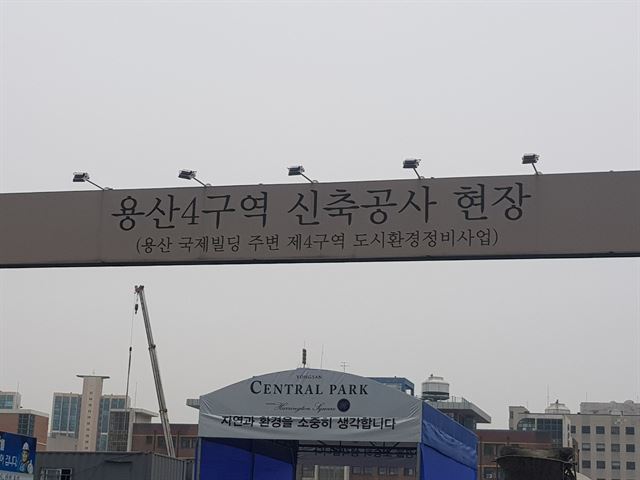 용산4구역 신축공사 현장
(용산 국제빌딩 주변 제4구역 도시환경정비사업)
YONGSAN
CENTRAL PARK
Harrington Square
자연과 환경을 소중히 생각합니다